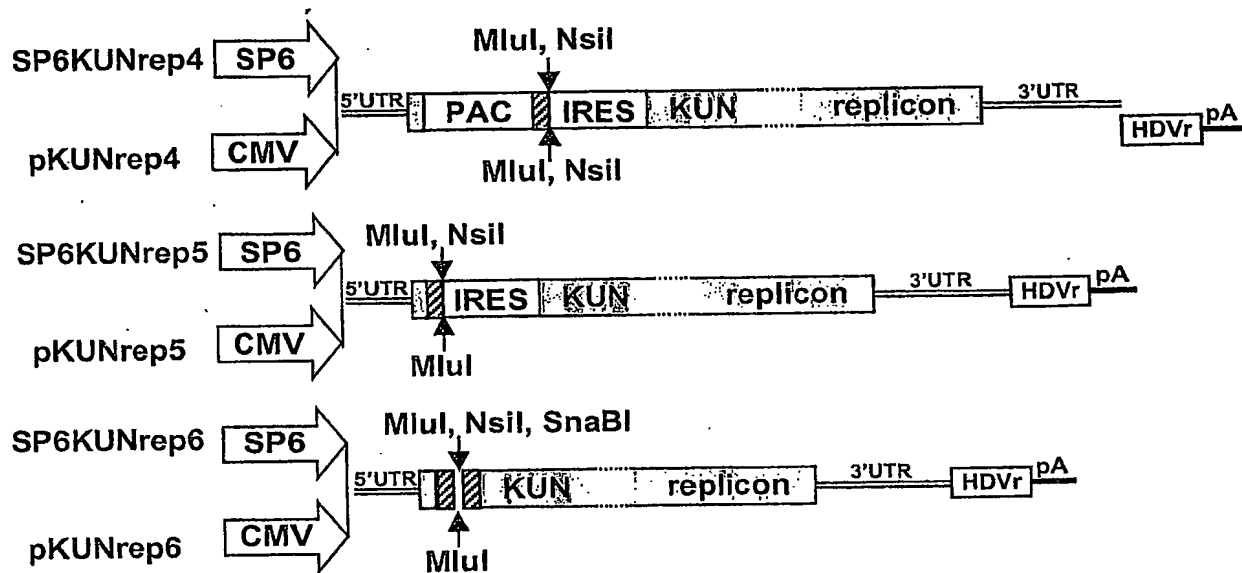 MluI, NsiI
SP6KUNrep4
SP6
5'UTR
PAC
IRES
KUN
replicon
3'UTR
HDVr
pA
pKUNrep4
CMV
MluI, NsiI
SP6KUNrep5
SP6
MluI, NsiI
5'UTR
IRES
KUN
replicon
3'UTR
HDVr
pA
pKUNrep5
CMV
MluI
SP6KUNrep6
SP6
MluI, NsiI, SnaBI
5'UTR
KUN
replicon
3'UTR
HDVr
pA
pKUNrep6
CMV
MluI